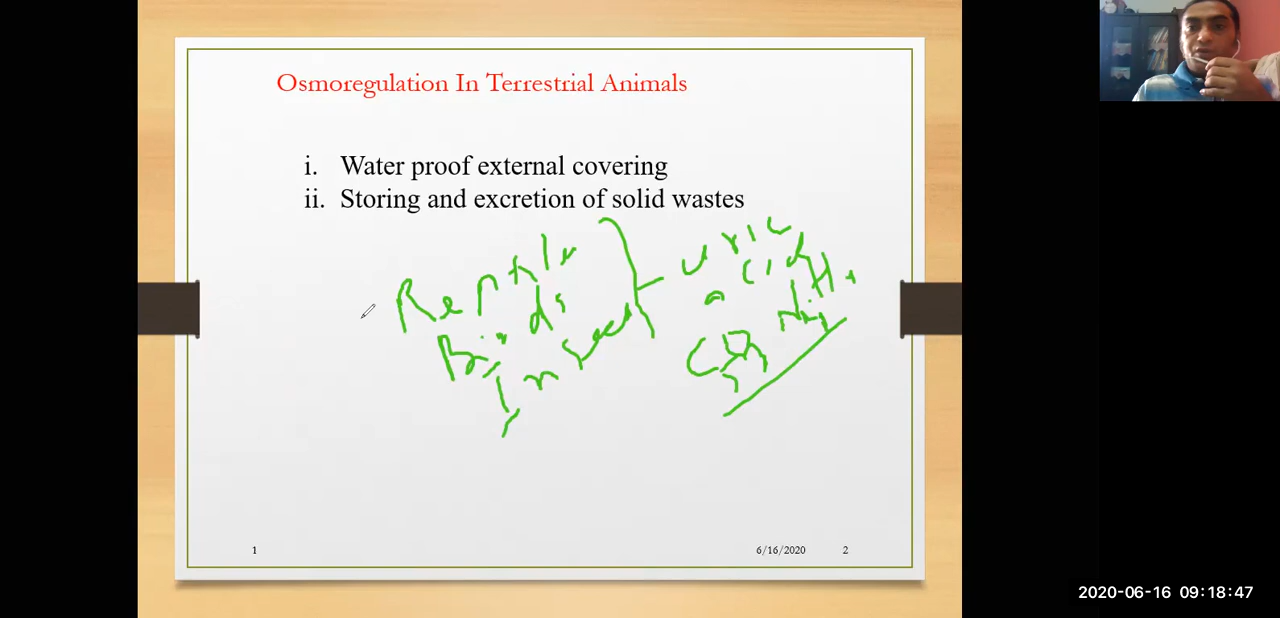 Osmoregulation In Terrestrial Animals
i. Water proof external covering
ii. Storing and excretion of solid wastes
Reptile
Birds
Insect
uric
acid
1
6/16/2020
2
2020-06-16 09:18:47